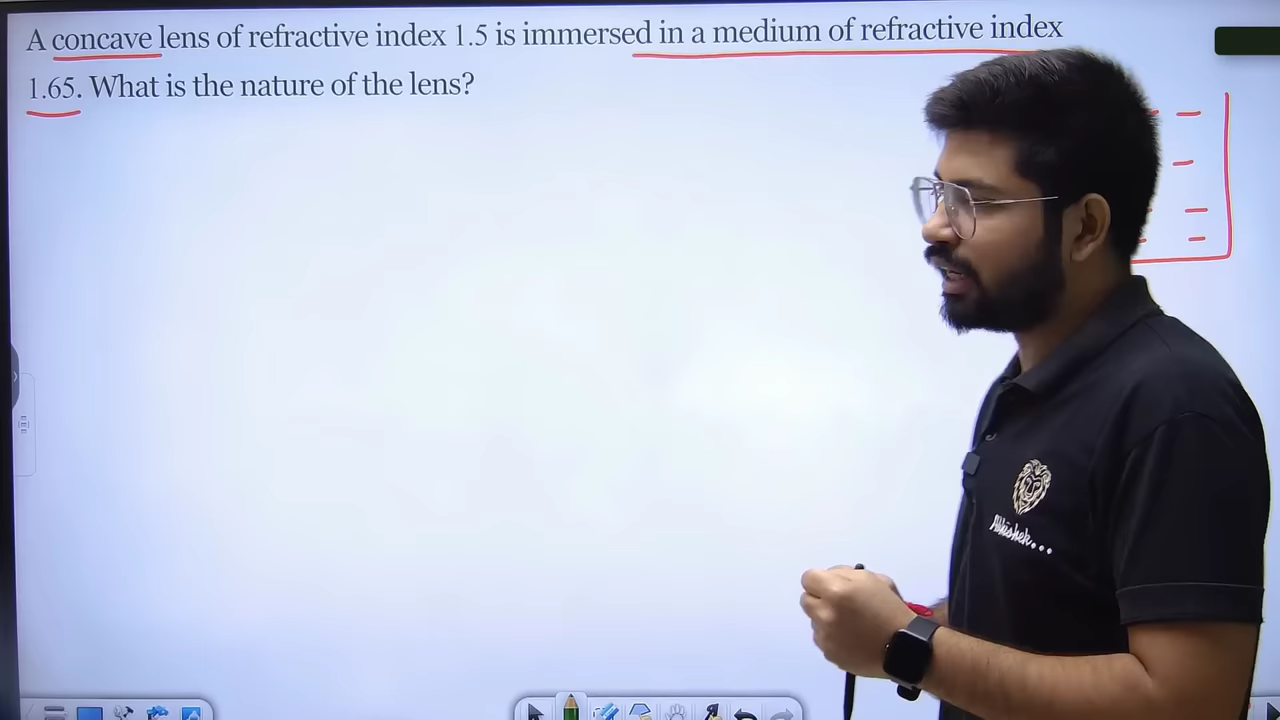 A concave lens of refractive index 1.5 is immersed in a medium of refractive index
1.65. What is the nature of the lens?
Abhishek...